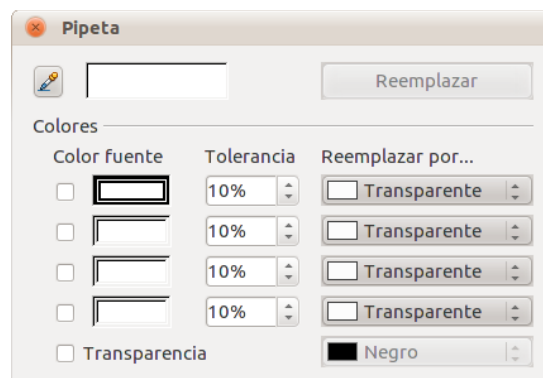 Pipeta
Reemplazar
Colores
Color fuente Tolerancia Reemplazar por...
10% Transparente
10% Transparente
10% Transparente
10% Transparente
Transparencia Negro